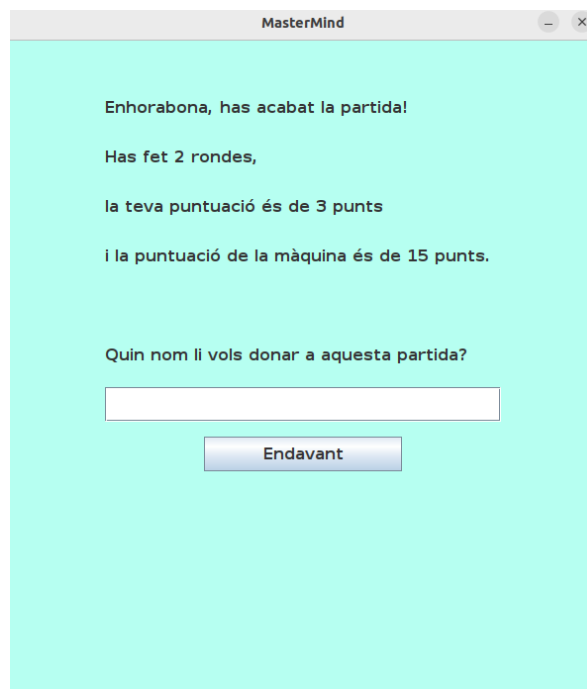 MasterMind
Enhorabona, has acabat la partida!
Has fet 2 rondes,
la teva puntuació és de 3 punts
i la puntuació de la màquina és de 15 punts.
Quin nom li vols donar a aquesta partida?
Endavant